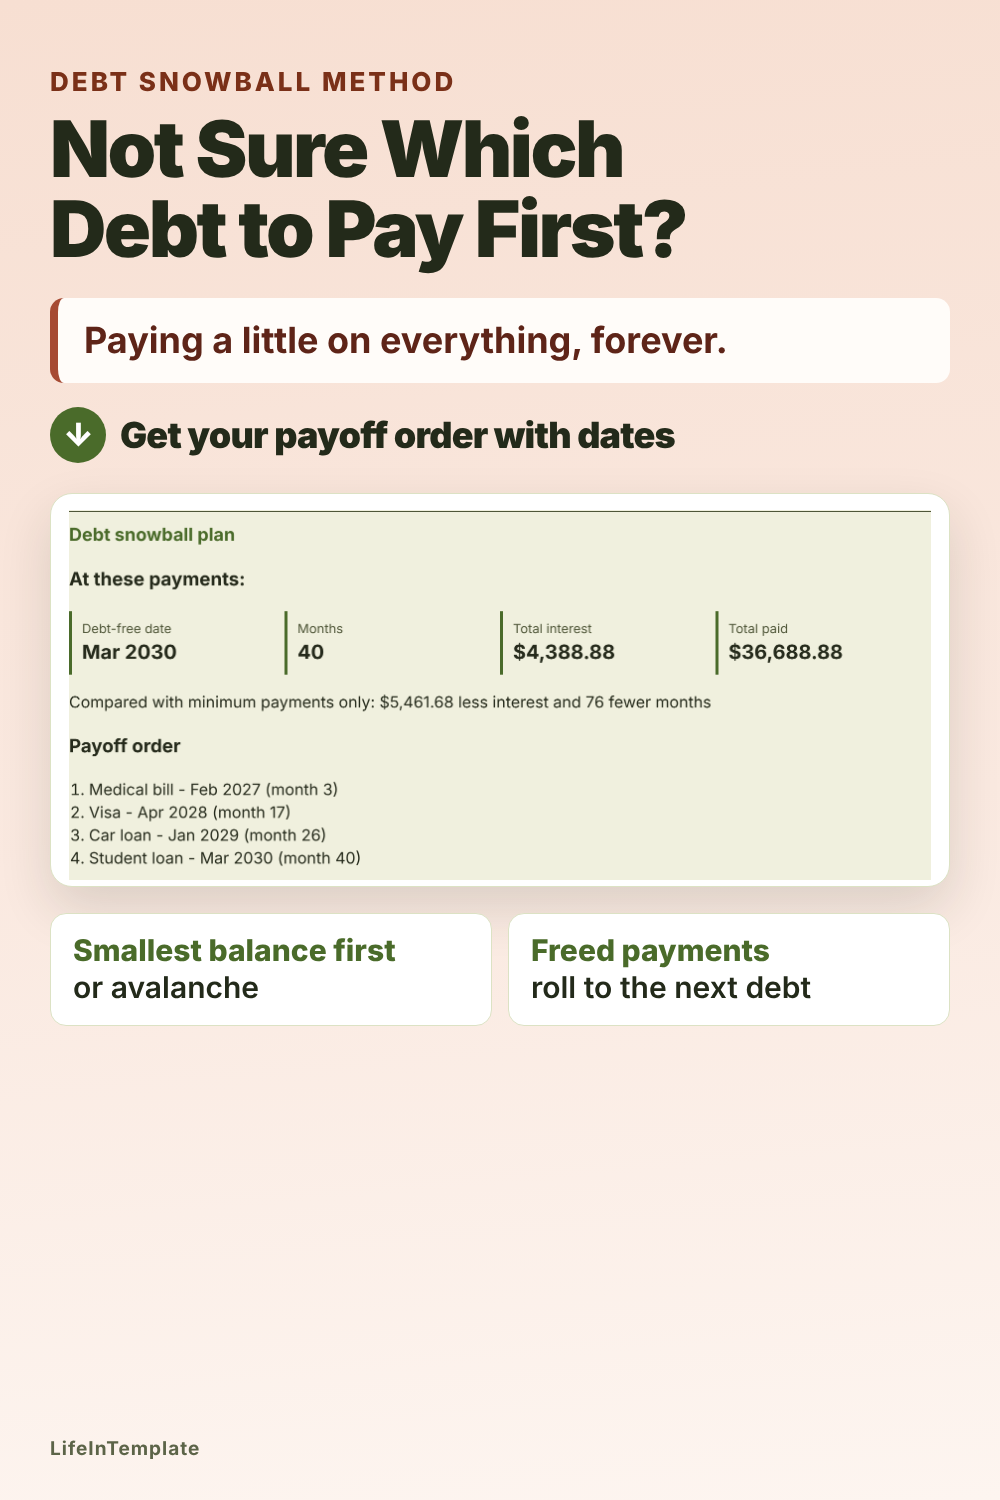 DEBT SNOWBALL METHOD
Not Sure Which
Debt to Pay First?
Paying a little on everything, forever.
Get your payoff order with dates
Debt snowball plan
At these payments:
Debt-free date
Mar 2030
Months
40
Total interest
$4,388.88
Total paid
$36,688.88
Compared with minimum payments only: $5,461.68 less interest and 76 fewer months
Payoff order
1. Medical bill - Feb 2027 (month 3)
2. Visa - Apr 2028 (month 17)
3. Car loan - Jan 2029 (month 26)
4. Student loan - Mar 2030 (month 40)
Smallest balance first
or avalanche
Freed payments
roll to the next debt
LifeInTemplate